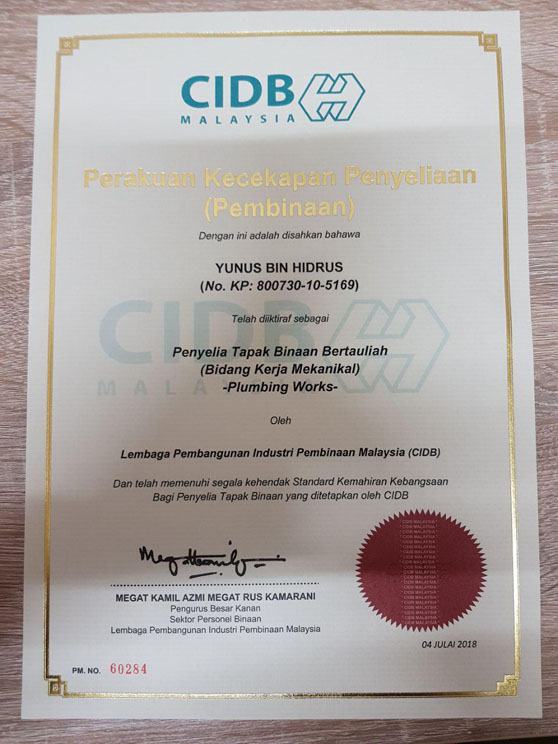 CIDB
MALAYSIA
Perakuan Kecekapan Penyeliaan
(Pembinaan)
Dengan ini adalah disahkan bahawa
YUNUS BIN HIDRUS
(No. KP: 800730-10-5169)
CIDB
MALAYSIA
Telah diiktiraf sebagai
Penyelia Tapak Binaan Bertauliah
(Bidang Kerja Mekanikal)
-Plumbing Works-
Oleh
Lembaga Pembangunan Industri Pembinaan Malaysia (CIDB)
Dan telah memenuhi segala kehendak Standard Kemahiran Kebangsaan
Bagi Penyelia Tapak Binaan yang ditetapkan oleh CIDB
MEGAT KAMIL AZMI MEGAT RUS KAMARANI
Pengurus Besar Kanan
Sektor Personel Binaan
Lembaga Pembangunan Industri Pembinaan Malaysia
CIDB MALAYSIA
04 JULAI 2018
PM. NO. 60284